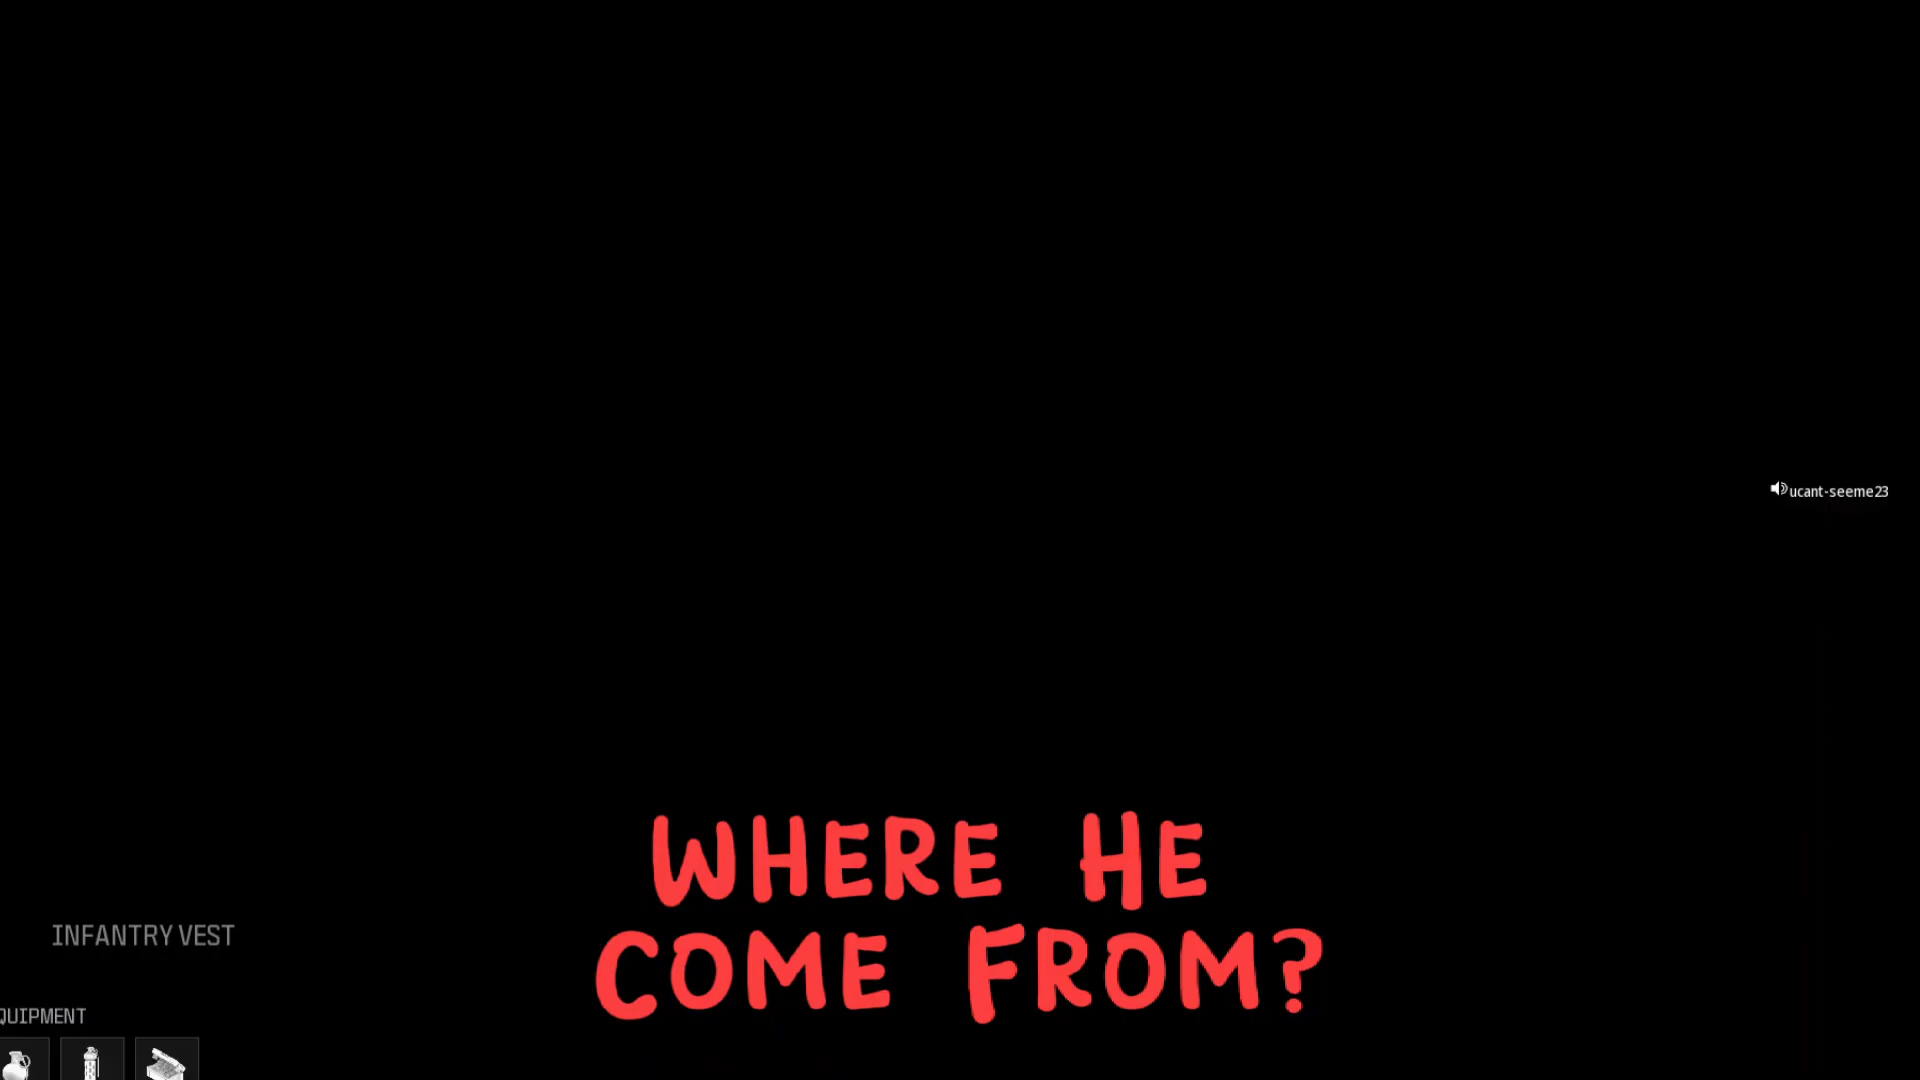 ucant-seeme23
WHERE HE
COME FROM?
INFANTRY VEST
QUIPMENT